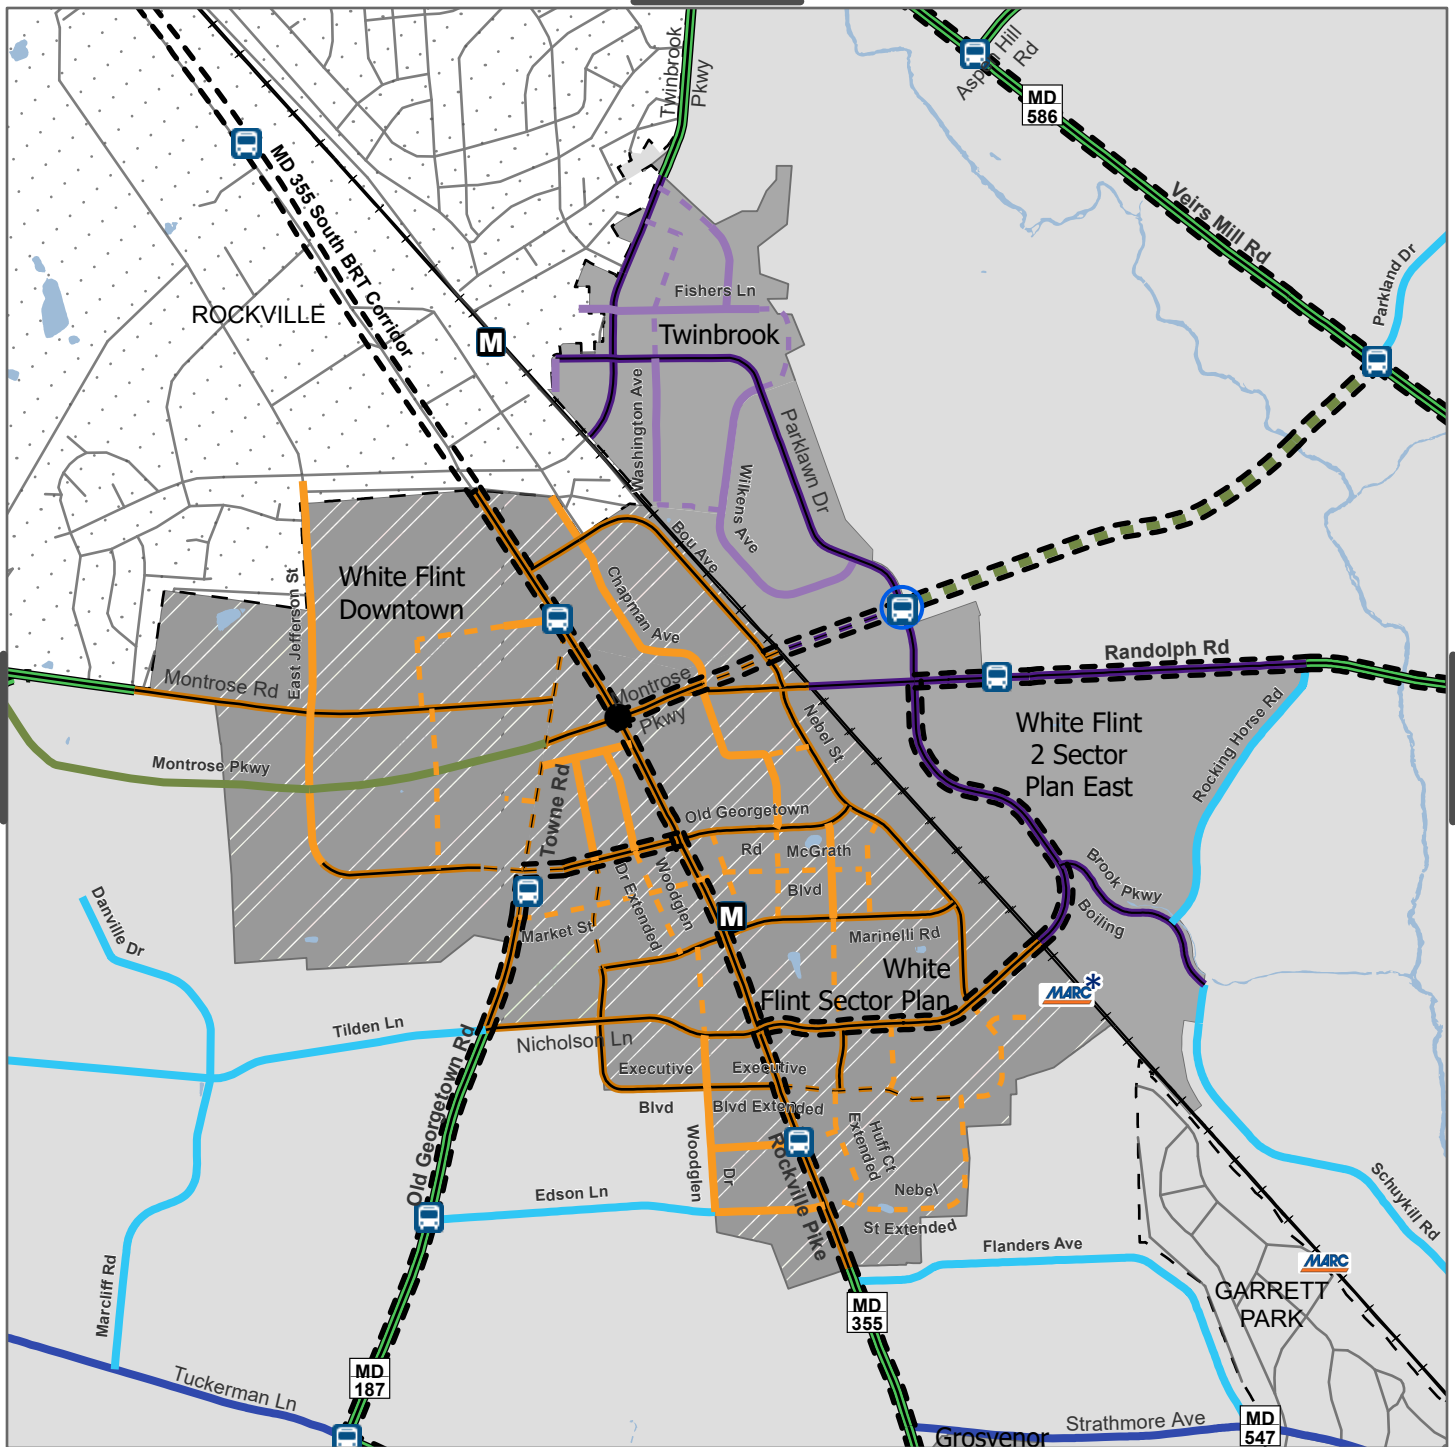 Twinbrook
Pkwy
Aspen Hill
Rd
MD
586
Veirs Mill Rd
Parkland Dr
MD 355 South BRT Corridor
ROCKVILLE
M
Fishers Ln
Twinbrook
Washington Ave
Parklawn Dr
Wilkens
Ave
Bou Ave
White Flint
Downtown
East Jefferson St
Chapman Ave
Montrose Rd
Montrose
Pkwy
Randolph Rd
Montrose Pkwy
Nebel St
White Flint
2 Sector
Plan East
Rocking Horse Rd
Towne Rd
Old Georgetown
Rd
McGrath
Blvd
Brook Pkwy
Boiling
Danville Dr
Market St
Dr Extended
Woodglen
M
Marinelli Rd
White
Flint Sector Plan
MARC*
Tilden Ln
Nicholson Ln
Old Georgetown Rd
Executive
Blvd
Executive
Blvd Extended
Woodglen
Dr
Rockville Pike
Huff Ct
Extended
Nebel
St Extended
Edson Ln
Flanders Ave
Schuykill Rd
MARC
GARRETT
PARK
Marcliff Rd
MD
355
MD
187
Tuckerman Ln
Strathmore Ave
MD
547
Grosvenor